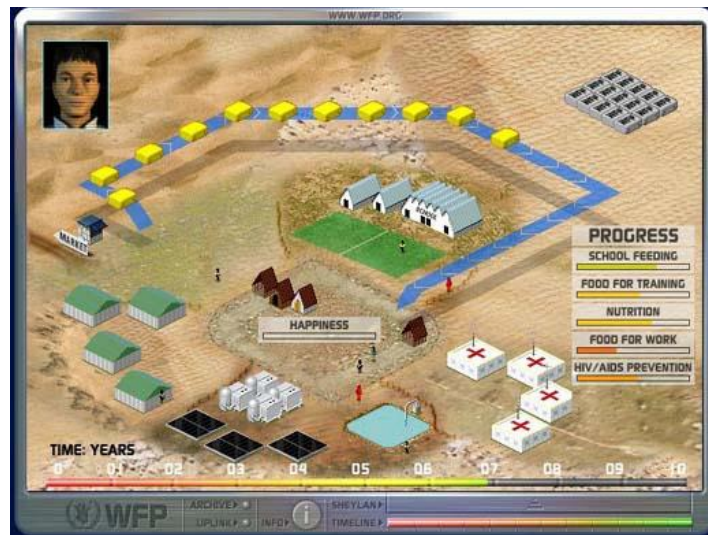 WWW.WFP.ORG
MARKET
SCHOOL
PROGRESS
SCHOOL FEEDING
FOOD FOR TRAINING
NUTRITION
FOOD FOR WORK
HIV/AIDS PREVENTION
HAPPINESS
TIME: YEARS
0 01 02 03 04 05 06 07 08 09 10
WFP
ARCHIVE
UPLINK
INFO
i
SHEYLAN
TIMELINE